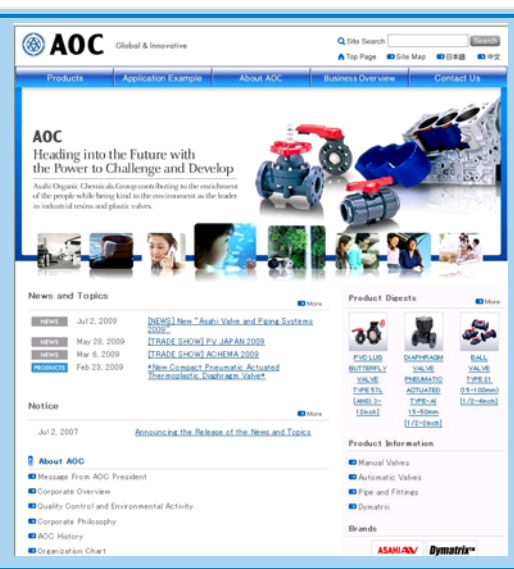 AOC Global & Innovative
Site Search Search
Top Page Site Map 日本語 中文
Products Application Example About AOC Business Overview Contact Us
AOC
Heading into the Future with
the Power to Challenge and Develop
Asahi Organic Chemicals Group contributing to the enrichment
of the people while being kind to the environment as the leader
in industrial resins and plastic valves.
News and Topics
More
NEWS Jul 2, 2009 [NEWS] New "Asahi Valve and Piping Systems
2009"
NEWS May 28, 2009 [TRADE SHOW] PV JAPAN 2009
NEWS Mar 6, 2009 [TRADE SHOW] ACHEMA 2009
PRODUCTS Feb 23, 2009 *New Compact Pneumatic Actuated
Thermoplastic Diaphragm Valve*
Notice
More
Jul 2, 2007 Announcing the Release of the News and Topics
About AOC
Message From AOC President
Corporate Overview
Quality Control and Environmental Activity
Corporate Philosophy
AOC History
Organization Chart
Product Digests
More
PVC LUG
BUTTERFLY
VALVE
TYPE 57L
[ANSI 3-
12inch]
DIAPHRAGM
VALVE
PNEUMATIC
ACTUATED
TYPE-AI
15-50mm
[1/2-2inch]
BALL
VALVE
TYPE 21
(15-100mm)
[1/2-4inch]
Product Information
Manual Valves
Automatic Valves
Pipe and Fittings
Dymatrix
Brands
ASAHI AV Dymatrix™